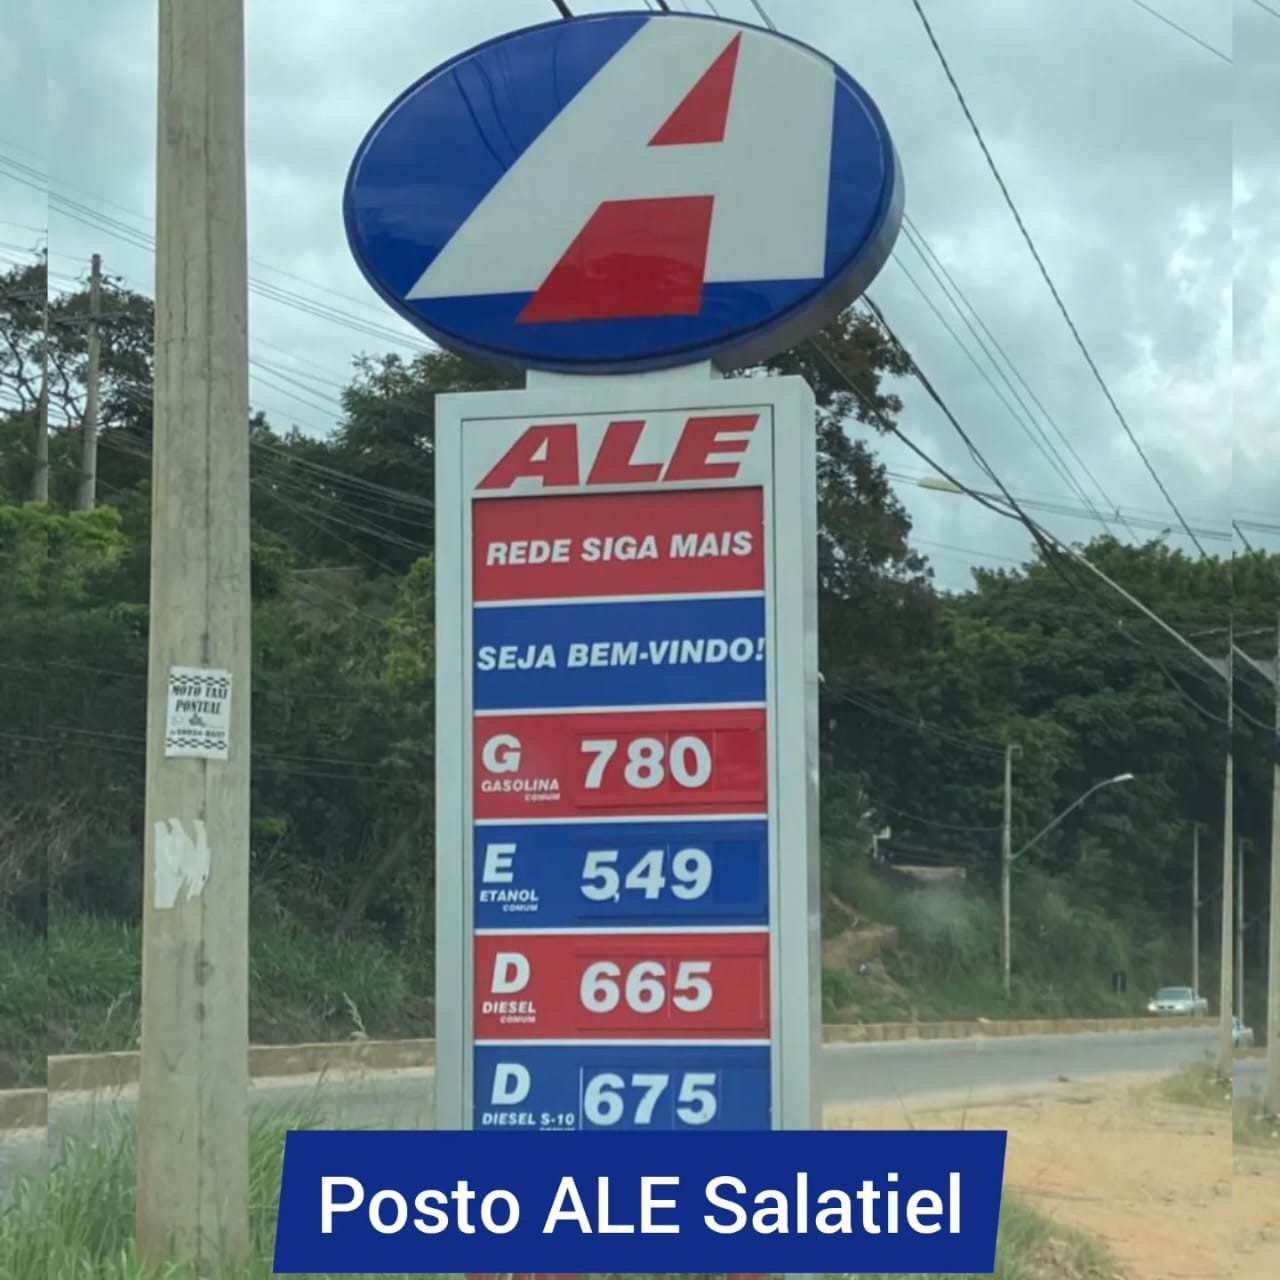 A
ALE
REDE SIGA MAIS
SEJA BEM-VINDO!
G 780
GASOLINA
COMUM
E 5,49
ETANOL
COMUM
D 665
DIESEL
COMUM
D 675
DIESEL S-10
MOTO TAXI
PONTUAL
Posto ALE Salatiel